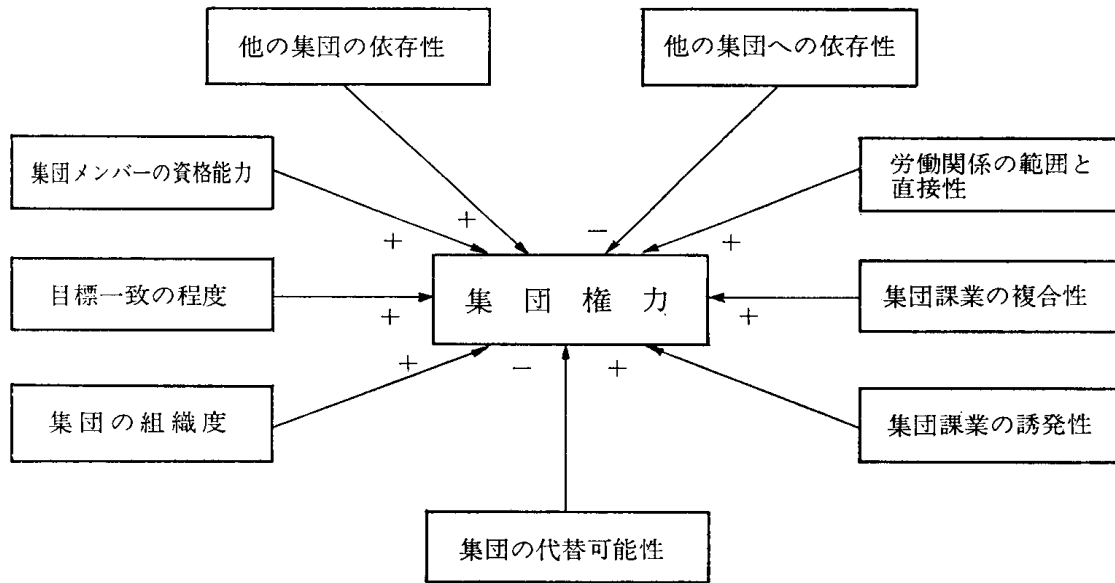 他の集団の依存性
他の集団への依存性
集団メンバーの資格能力
労働関係の範囲と
直接性
+
−
+
+
目標一致の程度
集団権力
集団課業の複合性
+
+
+
−
+
集団の組織度
集団課業の誘発性
集団の代替可能性